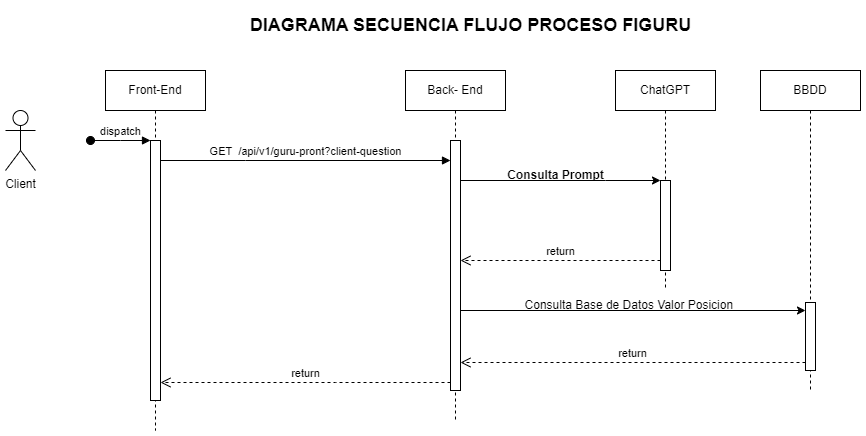 DIAGRAMA SECUENCIA FLUJO PROCESO FIGURU
Front-End
Back- End
ChatGPT
BBDD
Client
dispatch
GET /api/v1/guru-pront?client-question
Consulta Prompt
return
Consulta Base de Datos Valor Posicion
return
return